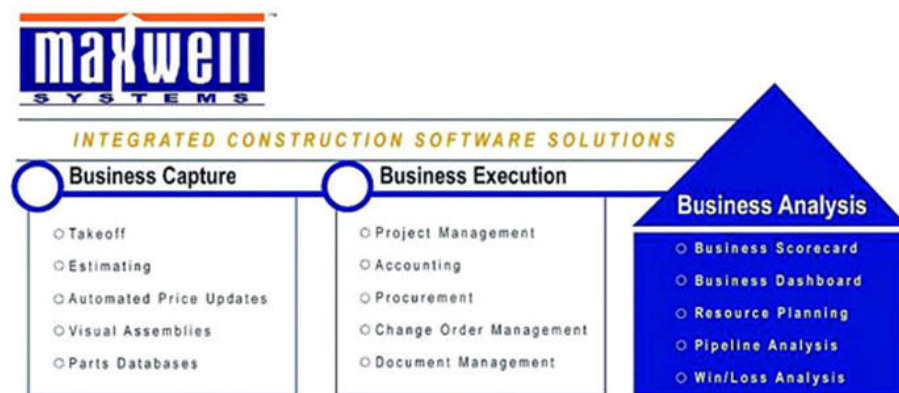 maxwell
SYSTEMS
INTEGRATED CONSTRUCTION SOFTWARE SOLUTIONS
Business Capture
Takeoff
Estimating
Automated Price Updates
Visual Assemblies
Parts Databases
Business Execution
Project Management
Accounting
Procurement
Change Order Management
Document Management
Business Analysis
Business Scorecard
Business Dashboard
Resource Planning
Pipeline Analysis
Win/Loss Analysis